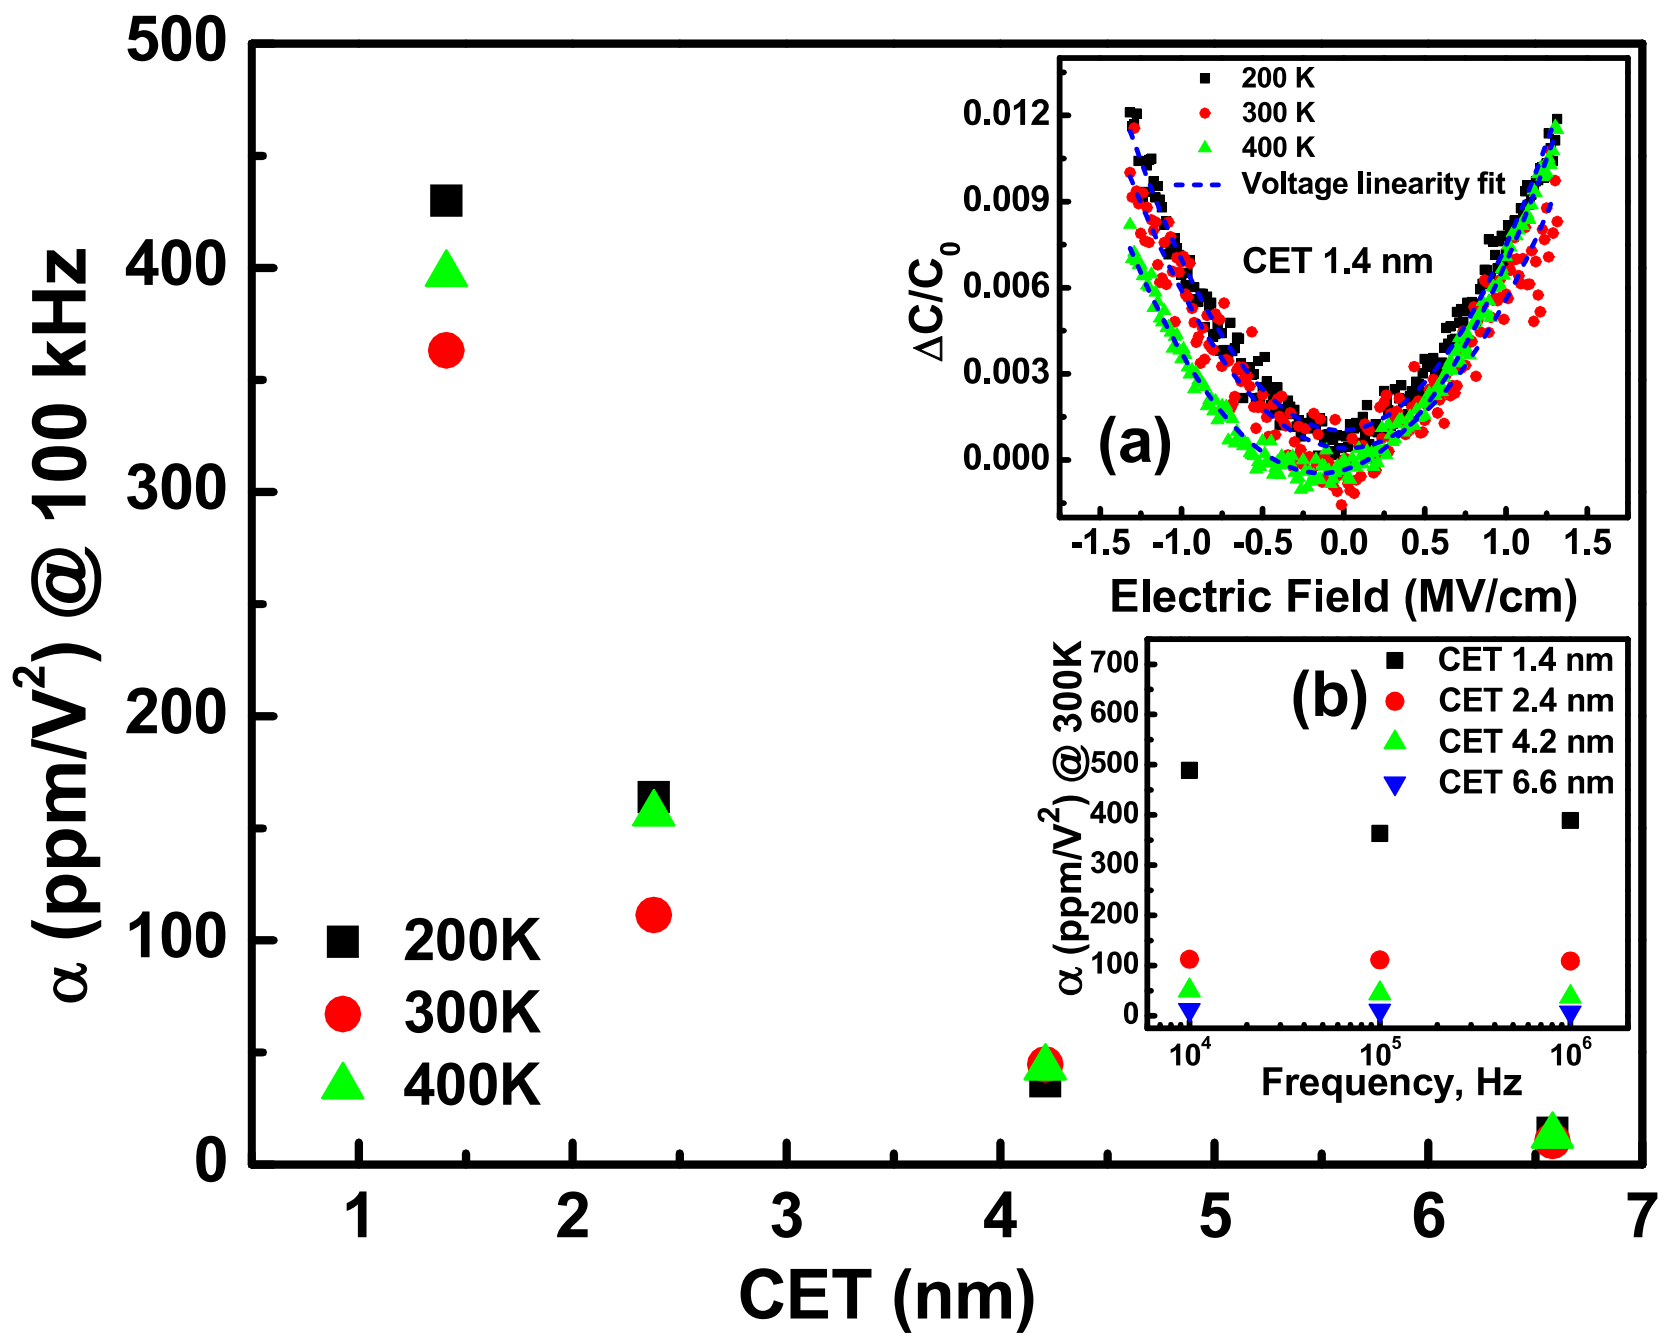 α (ppm/V²) @ 100 kHz
500
400
300
200
100
0
1 2 3 4 5 6 7
CET (nm)
200K
300K
400K
ΔC/C₀
0.012
0.009
0.006
0.003
0.000
200 K
300 K
400 K
Voltage linearity fit
CET 1.4 nm
(a)
-1.5 -1.0 -0.5 0.0 0.5 1.0 1.5
Electric Field (MV/cm)
α (ppm/V²) @ 300K
700
600
500
400
300
200
100
0
(b)
CET 1.4 nm
CET 2.4 nm
CET 4.2 nm
CET 6.6 nm
10⁴ 10⁵ 10⁶
Frequency, Hz